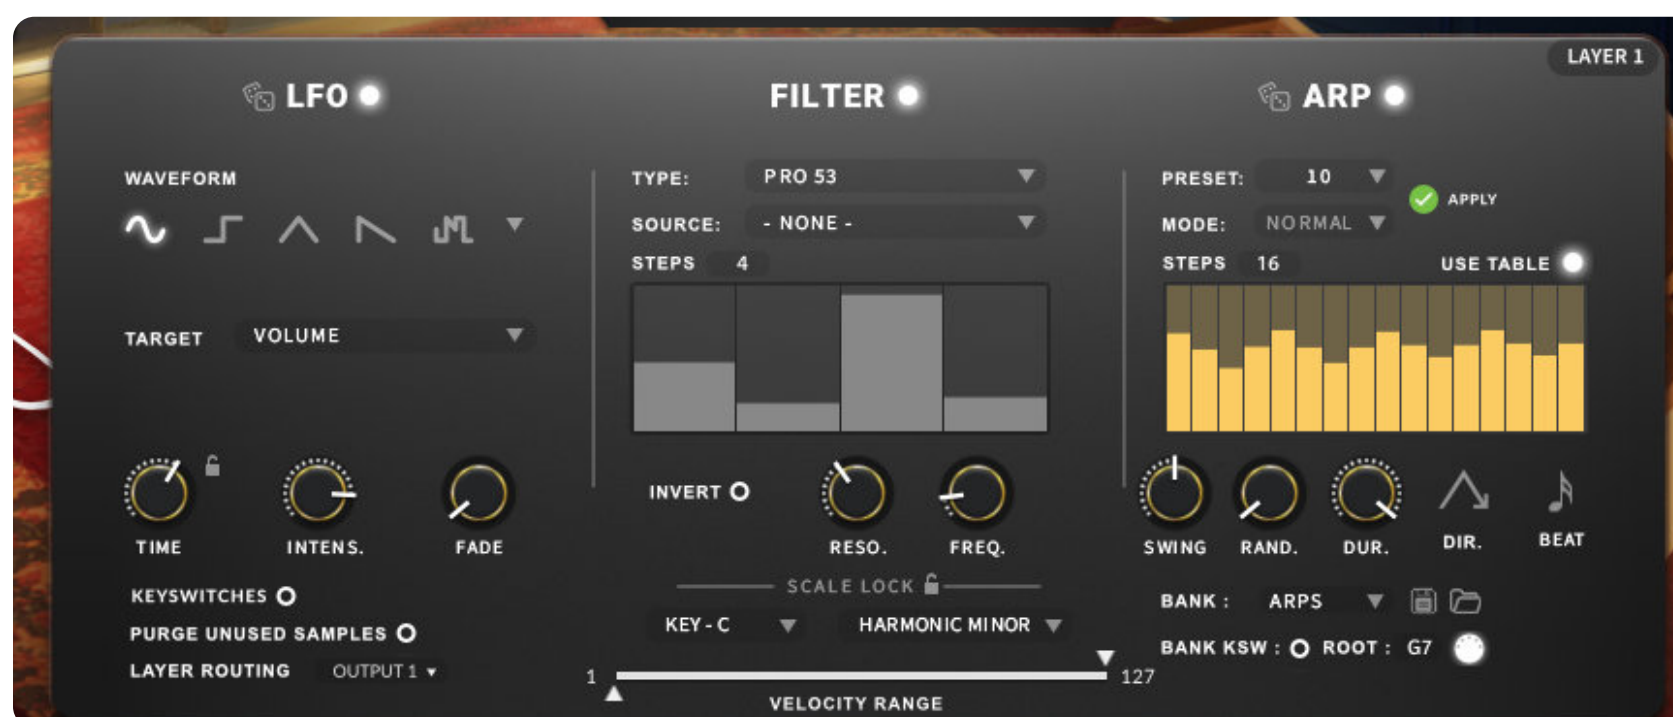 LAYER 1
LFO
WAVEFORM
TARGET VOLUME
TIME INTENS. FADE
KEYSWITCHES
PURGE UNUSED SAMPLES
LAYER ROUTING OUTPUT 1
FILTER
TYPE: PRO 53
SOURCE: - NONE -
STEPS 4
INVERT
RESO. FREQ.
SCALE LOCK
KEY - C HARMONIC MINOR
1 127
VELOCITY RANGE
ARP
PRESET: 10
APPLY
MODE: NORMAL
STEPS 16 USE TABLE
SWING RAND. DUR. DIR. BEAT
BANK : ARPS
BANK KSW : ROOT : G7